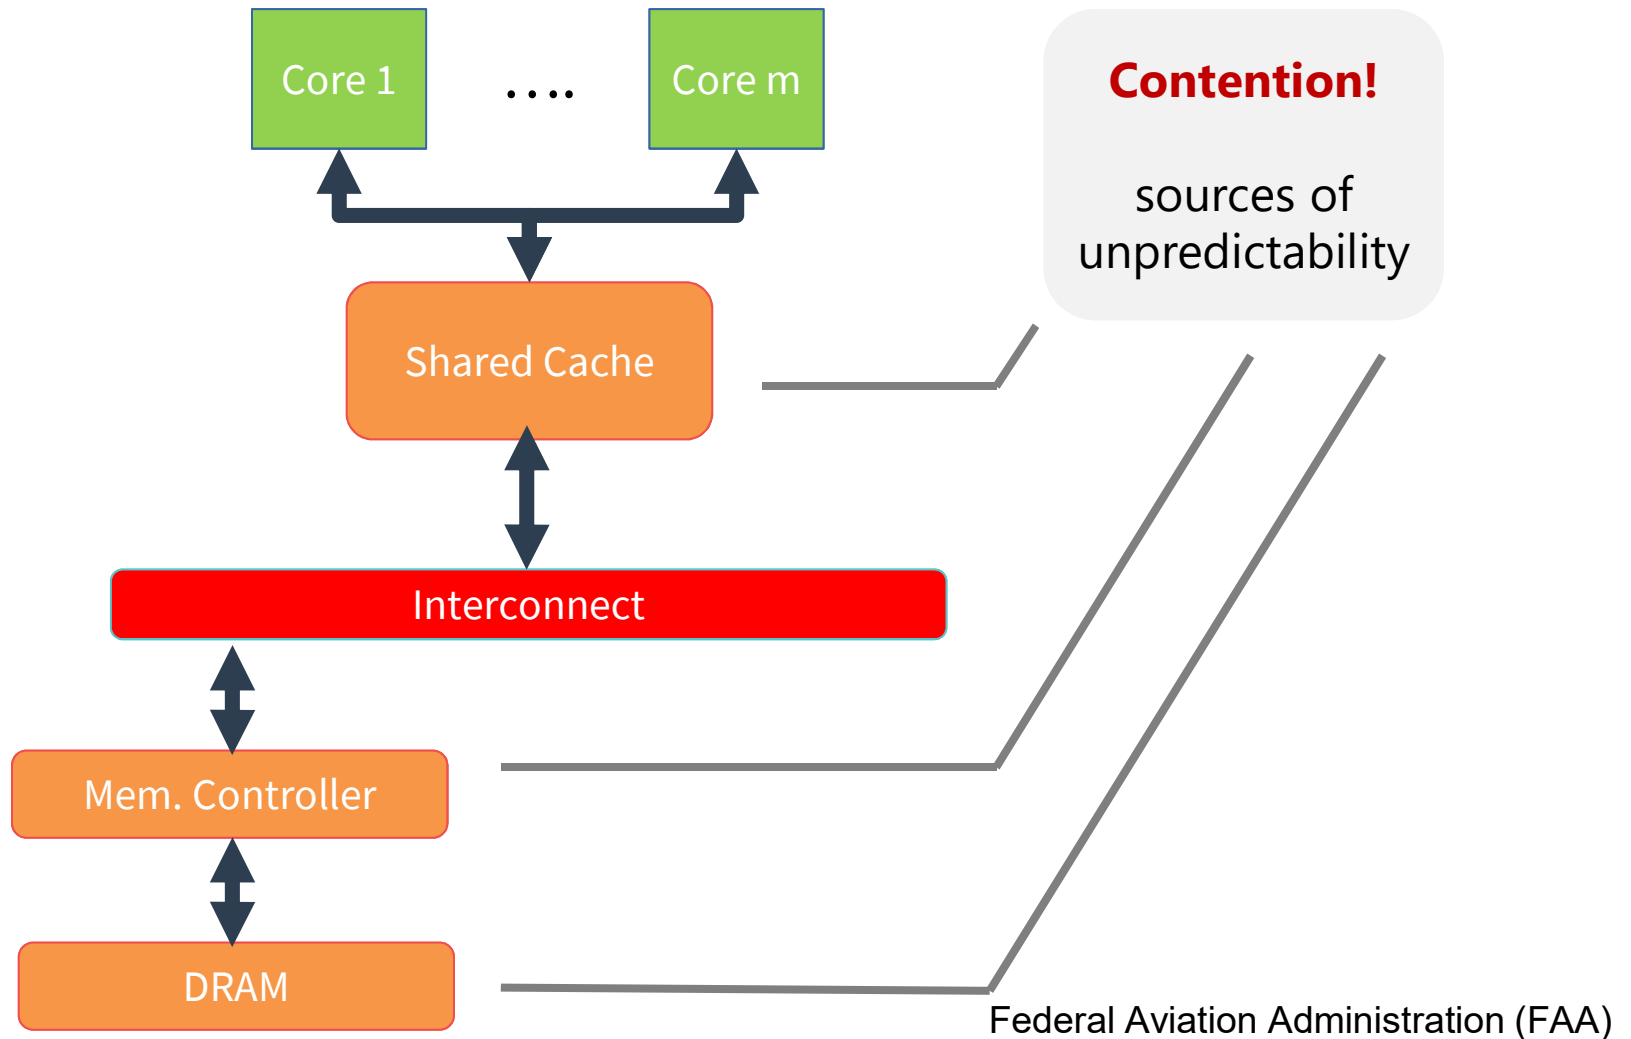 Core 1
....
Core m
Contention!
sources of
unpredictability
Shared Cache
Interconnect
Mem. Controller
DRAM
Federal Aviation Administration (FAA)